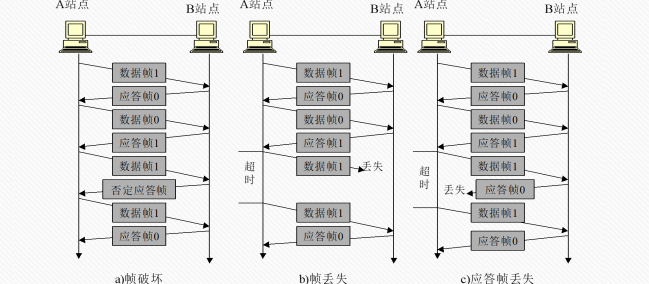 A站点
B站点
数据帧1
应答帧0
数据帧0
应答帧1
数据帧1
否定应答帧
数据帧1
应答帧0
a)帧破坏
A站点
B站点
数据帧1
应答帧0
数据帧0
应答帧1
超时
数据帧1
丢失
数据帧1
应答帧0
b)帧丢失
A站点
B站点
数据帧1
应答帧0
数据帧0
应答帧1
超时
数据帧1
丢失
应答帧0
数据帧1
应答帧0
c)应答帧丢失